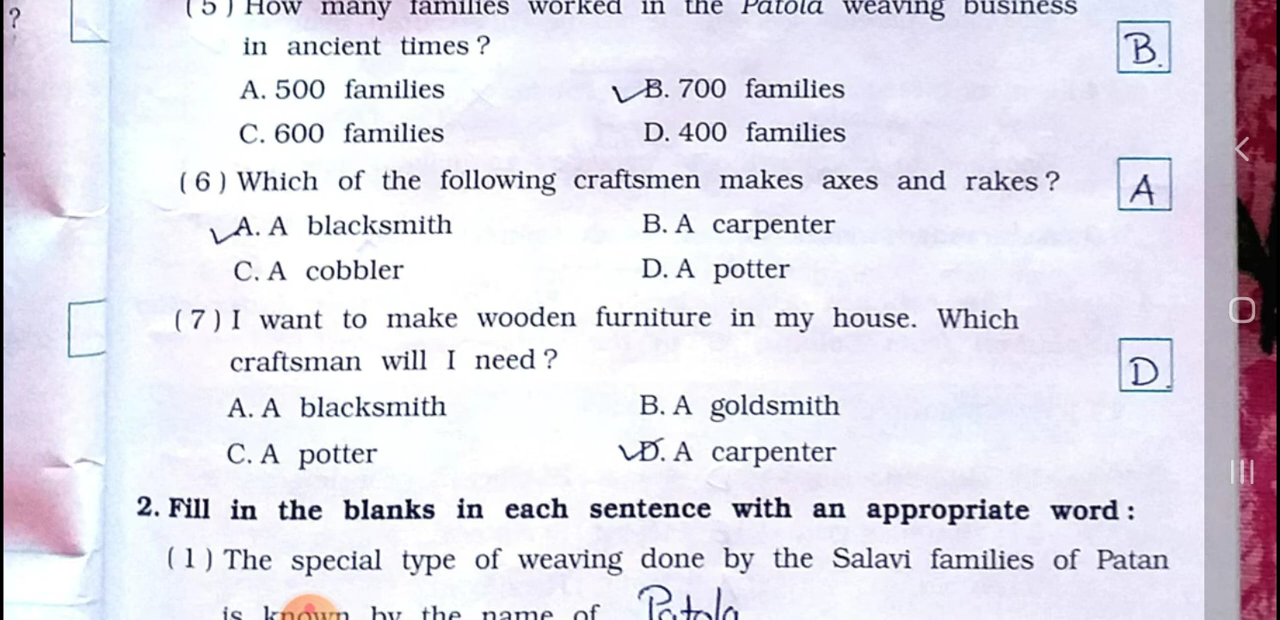 ?
( 5 ) How many families worked in the Patola weaving business
in ancient times ?
B.
A. 500 families B. 700 families
C. 600 families D. 400 families
( 6 ) Which of the following craftsmen makes axes and rakes ?
A
A. A blacksmith B. A carpenter
C. A cobbler D. A potter
( 7 ) I want to make wooden furniture in my house. Which
craftsman will I need ?
D.
A. A blacksmith B. A goldsmith
C. A potter D. A carpenter
2. Fill in the blanks in each sentence with an appropriate word :
( 1 ) The special type of weaving done by the Salavi families of Patan
is known by the name of Patola